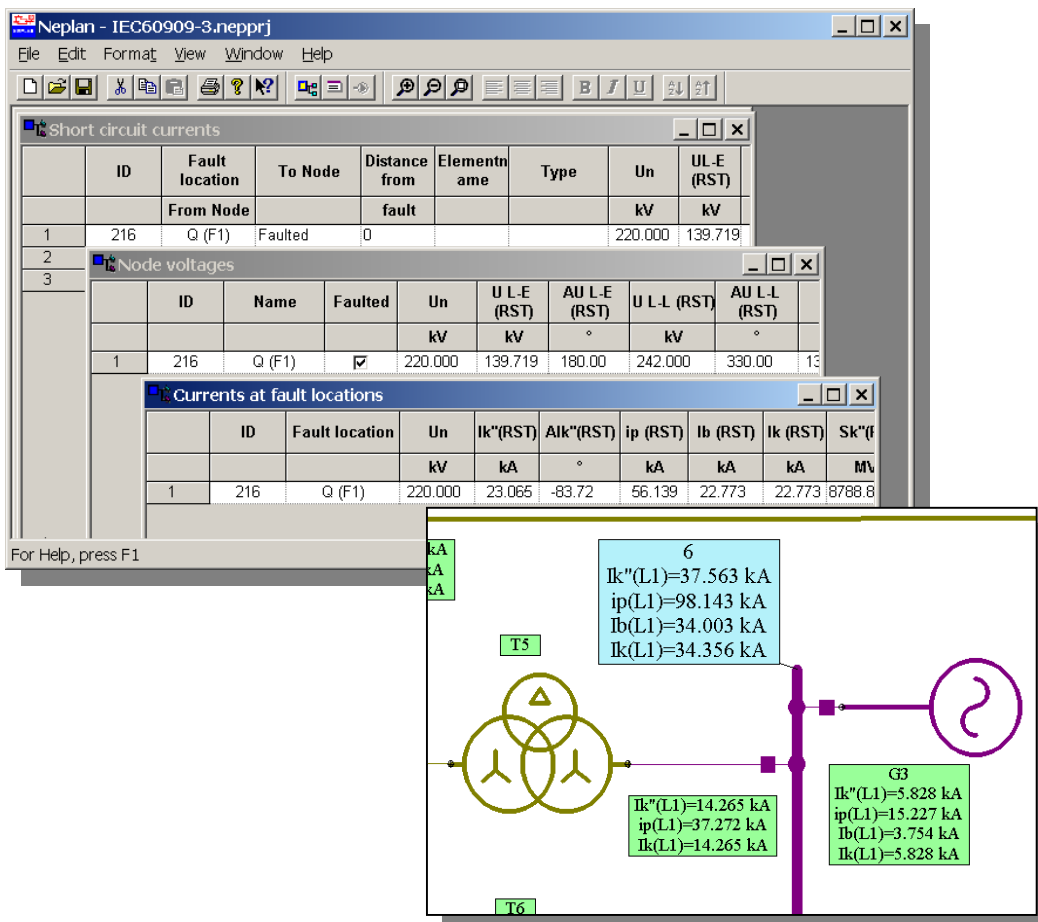 Neplan - IEC60909-3.nepprj
File Edit Format View Window Help
B I U
Short circuit currents
ID Fault location To Node Distance from Elementn ame Type Un UL-E (RST)
From Node fault kV kV
1 216 Q (F1) Faulted 0 220.000 139.719
2
3
Node voltages
ID Name Faulted Un U L-E (RST) AU L-E (RST) U L-L (RST) AU L-L (RST)
kV kV ° kV °
1 216 Q (F1) 220.000 139.719 180.00 242.000 330.00 13
Currents at fault locations
ID Fault location Un Ik"(RST) AIk"(RST) ip (RST) Ib (RST) Ik (RST) Sk"(
kV kA ° kA kA kA MV
1 216 Q (F1) 220.000 23.065 -83.72 56.139 22.773 22.773 8788.8
For Help, press F1
kA
kA
kA
6
Ik"(L1)=37.563 kA
ip(L1)=98.143 kA
Ib(L1)=34.003 kA
Ik(L1)=34.356 kA
T5
Ik"(L1)=14.265 kA
ip(L1)=37.272 kA
Ik(L1)=14.265 kA
G3
Ik"(L1)=5.828 kA
ip(L1)=15.227 kA
Ib(L1)=3.754 kA
Ik(L1)=5.828 kA
T6